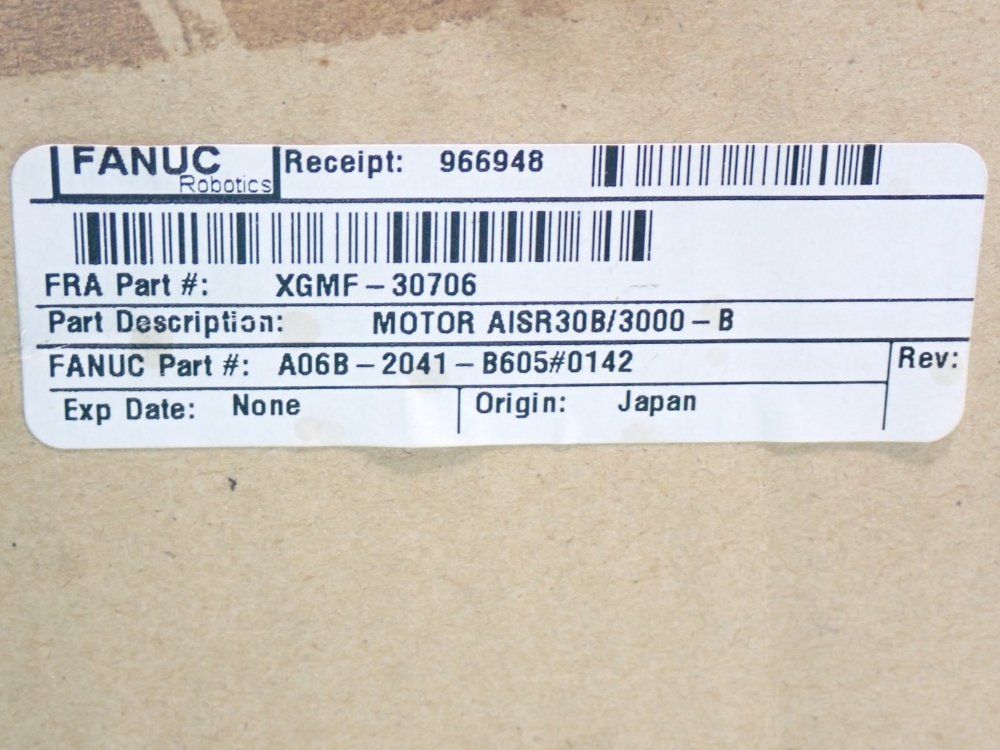 FANUC
Robotics
Receipt: 966948
FRA Part #: XGMF-30706
Part Description: MOTOR AISR30B/3000-B
FANUC Part #: A06B-2041-B605#0142
Rev:
Exp Date: None
Origin: Japan